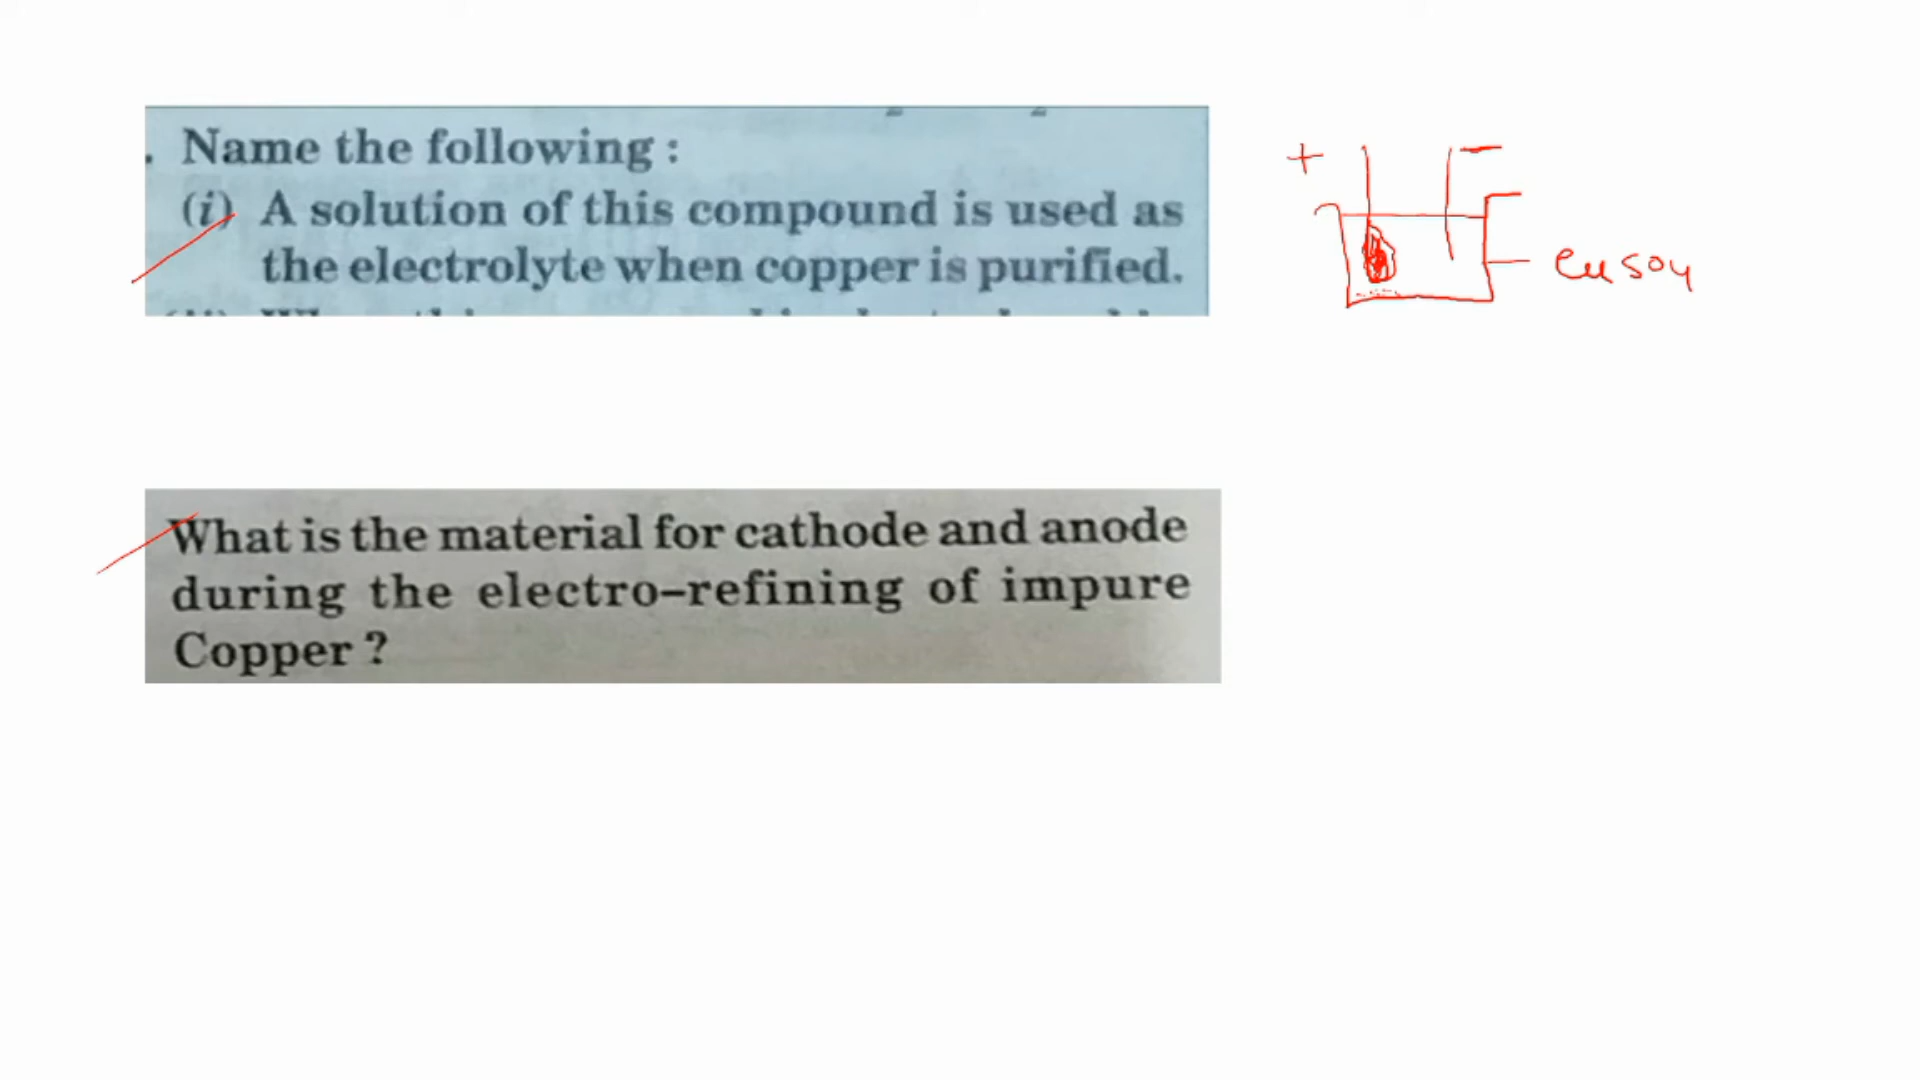 . Name the following :
(i) A solution of this compound is used as
the electrolyte when copper is purified.
+ −
CuSO4
What is the material for cathode and anode
during the electro-refining of impure
Copper ?